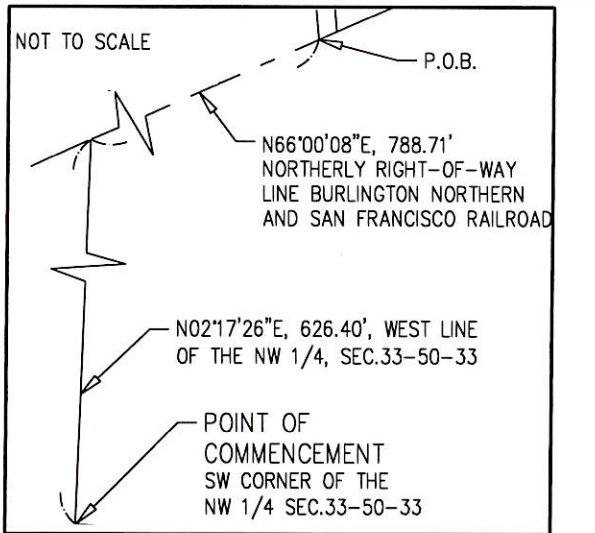 NOT TO SCALE
P.O.B.
N66°00'08"E, 788.71'
NORTHERLY RIGHT-OF-WAY
LINE BURLINGTON NORTHERN
AND SAN FRANCISCO RAILROAD
N02°17'26"E, 626.40', WEST LINE
OF THE NW 1/4, SEC.33-50-33
POINT OF
COMMENCEMENT
SW CORNER OF THE
NW 1/4 SEC.33-50-33